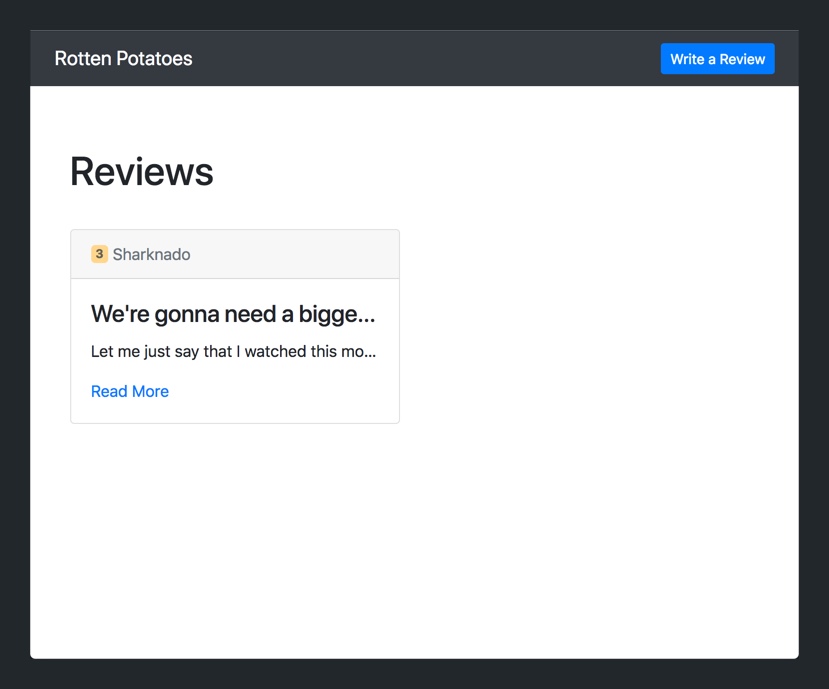 Rotten Potatoes
Write a Review
Reviews
3 Sharknado
We're gonna need a bigge...
Let me just say that I watched this mo...
Read More